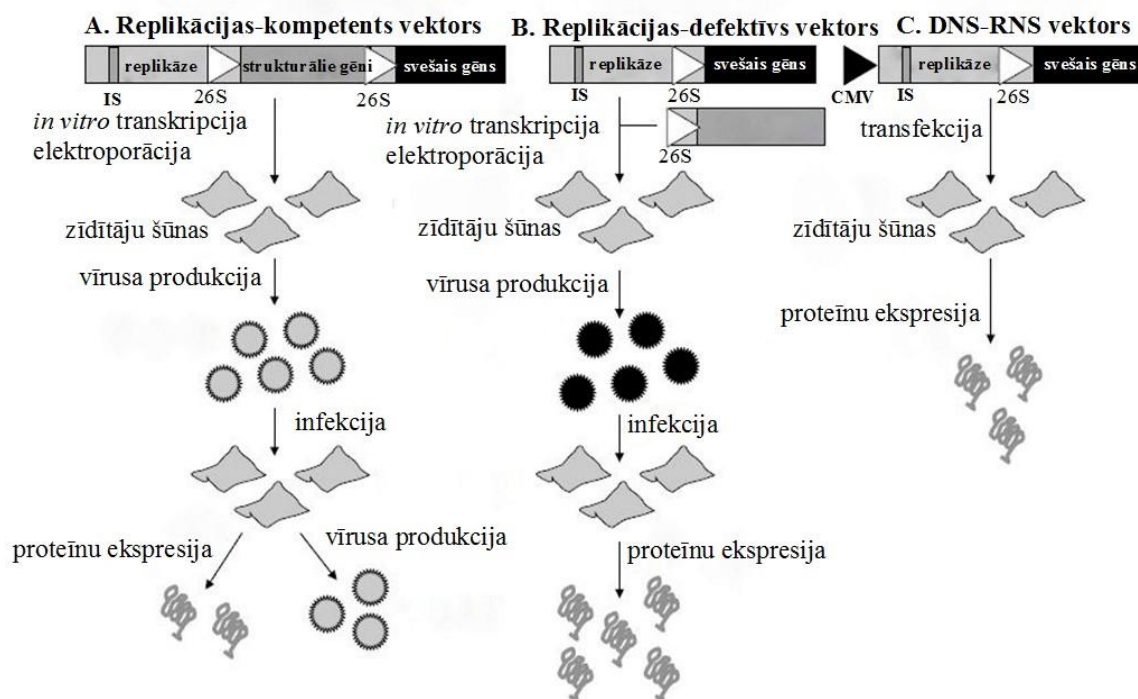 A. Replikācijas-kompetents vektors
replikāze strukturālie gēni svešais gēns
IS
26S
26S
in vitro transkripcija
elektroporācija
zīdītāju šūnas
vīrusa produkcija
infekcija
proteīnu ekspresija
vīrusa produkcija
B. Replikācijas-defektīvs vektors
replikāze svešais gēns
IS
26S
in vitro transkripcija
elektroporācija
26S
zīdītāju šūnas
vīrusa produkcija
infekcija
proteīnu ekspresija
C. DNS-RNS vektors
replikāze svešais gēns
CMV
IS
26S
transfekcija
zīdītāju šūnas
proteīnu ekspresija